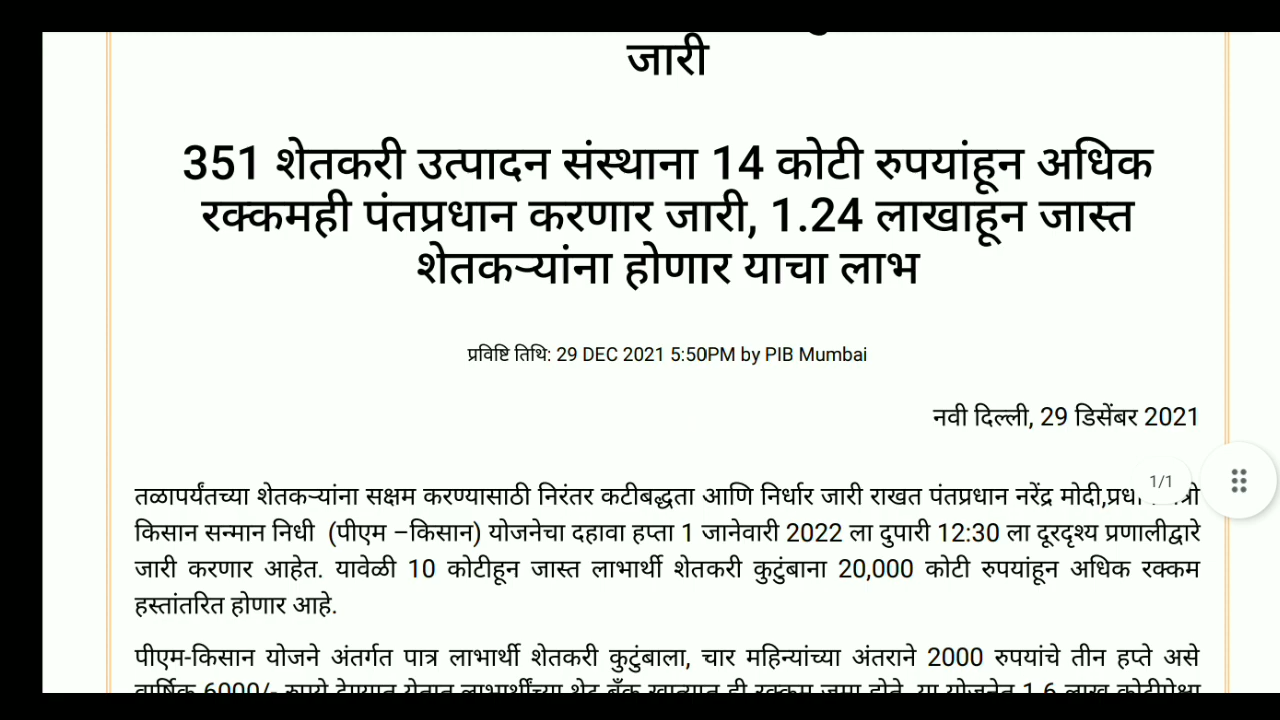 जारी
351 शेतकरी उत्पादन संस्थाना 14 कोटी रुपयांहून अधिक
रक्कमही पंतप्रधान करणार जारी, 1.24 लाखाहून जास्त
शेतकऱ्यांना होणार याचा लाभ
प्रविष्टि तिथि: 29 DEC 2021 5:50PM by PIB Mumbai
नवी दिल्ली, 29 डिसेंबर 2021
तळापर्यंतच्या शेतकऱ्यांना सक्षम करण्यासाठी निरंतर कटीबद्धता आणि निर्धार जारी राखत पंतप्रधान नरेंद्र मोदी,
1/1
किसान सन्मान निधी (पीएम –किसान) योजनेचा दहावा हप्ता 1 जानेवारी 2022 ला दुपारी 12:30 ला दूरदृश्य प्रणालीद्वारे
जारी करणार आहेत. यावेळी 10 कोटीहून जास्त लाभार्थी शेतकरी कुटुंबाना 20,000 कोटी रुपयांहून अधिक रक्कम
हस्तांतरित होणार आहे.
पीएम-किसान योजने अंतर्गत पात्र लाभार्थी शेतकरी कुटुंबाला, चार महिन्यांच्या अंतराने 2000 रुपयांचे तीन हप्ते असे